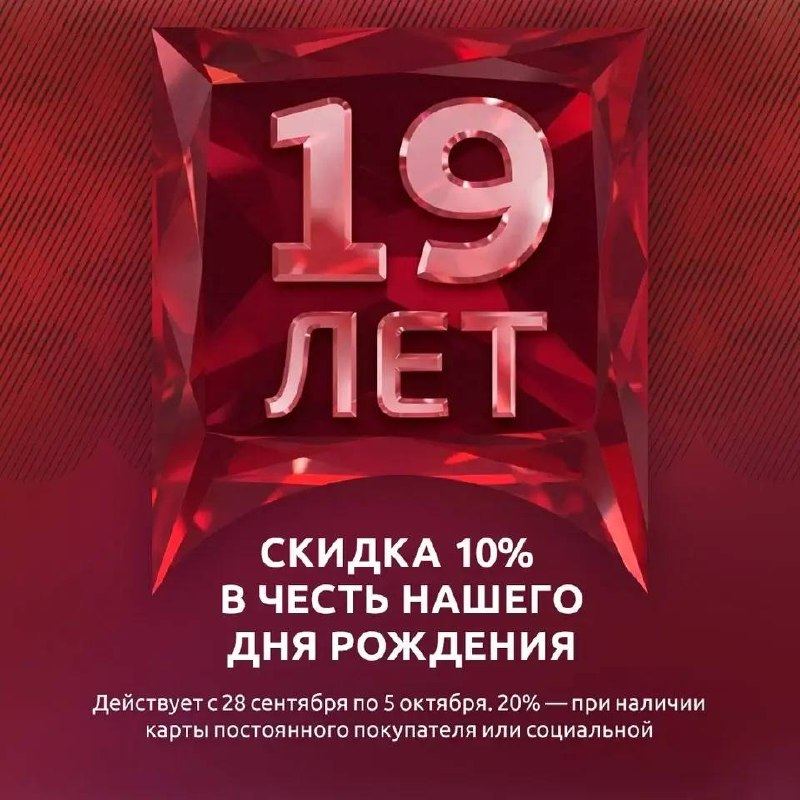 19
ЛЕТ
СКИДКА 10%
В ЧЕСТЬ НАШЕГО
ДНЯ РОЖДЕНИЯ
Действует с 28 сентября по 5 октября. 20% — при наличии
карты постоянного покупателя или социальной